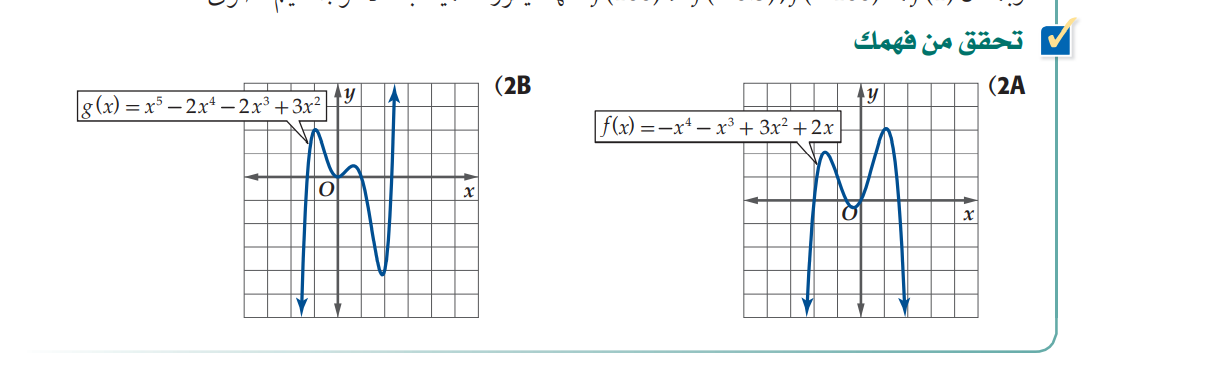 تحقق من فهمك
(2A
f(x) = −x⁴ − x³ + 3x² + 2x
y
O
x
(2B
g(x) = x⁵ − 2x⁴ − 2x³ + 3x²
y
O
x